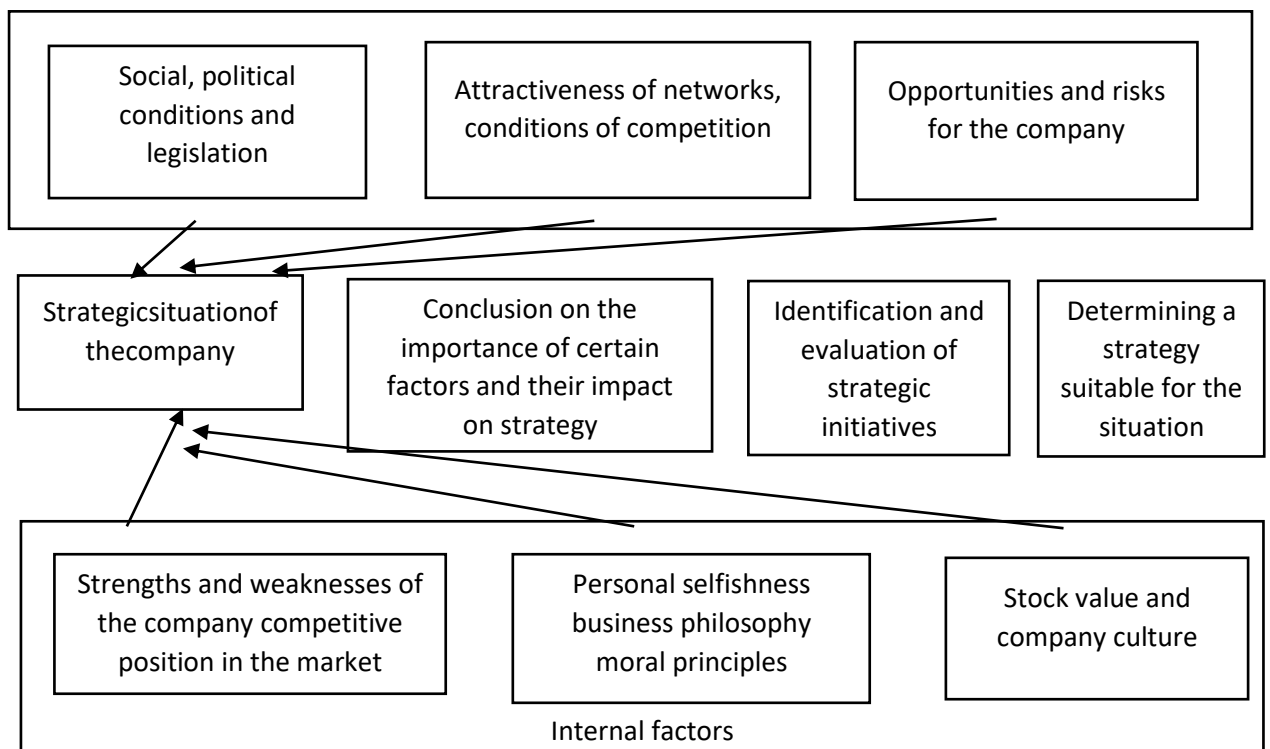 Social, political
conditions and
legislation
Attractiveness of networks,
conditions of competition
Opportunities and risks
for the company
Strategicsituationof
thecompany
Conclusion on the
importance of certain
factors and their impact
on strategy
Identification and
evaluation of
strategic
initiatives
Determining a
strategy
suitable for the
situation
Strengths and weaknesses of
the company competitive
position in the market
Personal selfishness
business philosophy
moral principles
Stock value and
company culture
Internal factors